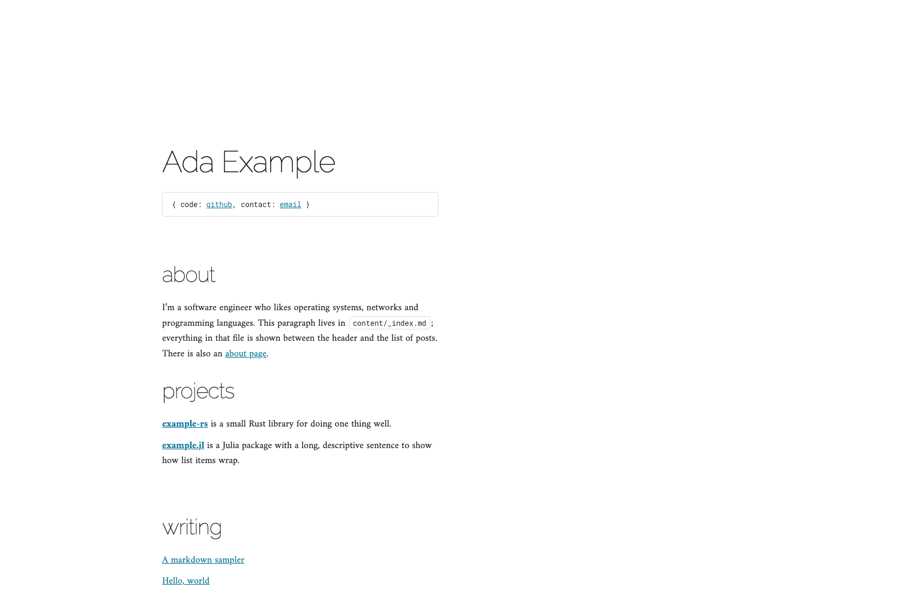 Ada Example
{ code: github, contact: email }
about
I'm a software engineer who likes operating systems, networks and
programming languages. This paragraph lives in content/_index.md ;
everything in that file is shown between the header and the list of posts.
There is also an about page.
projects
example-rs is a small Rust library for doing one thing well.
example.jl is a Julia package with a long, descriptive sentence to show
how list items wrap.
writing
A markdown sampler
Hello, world